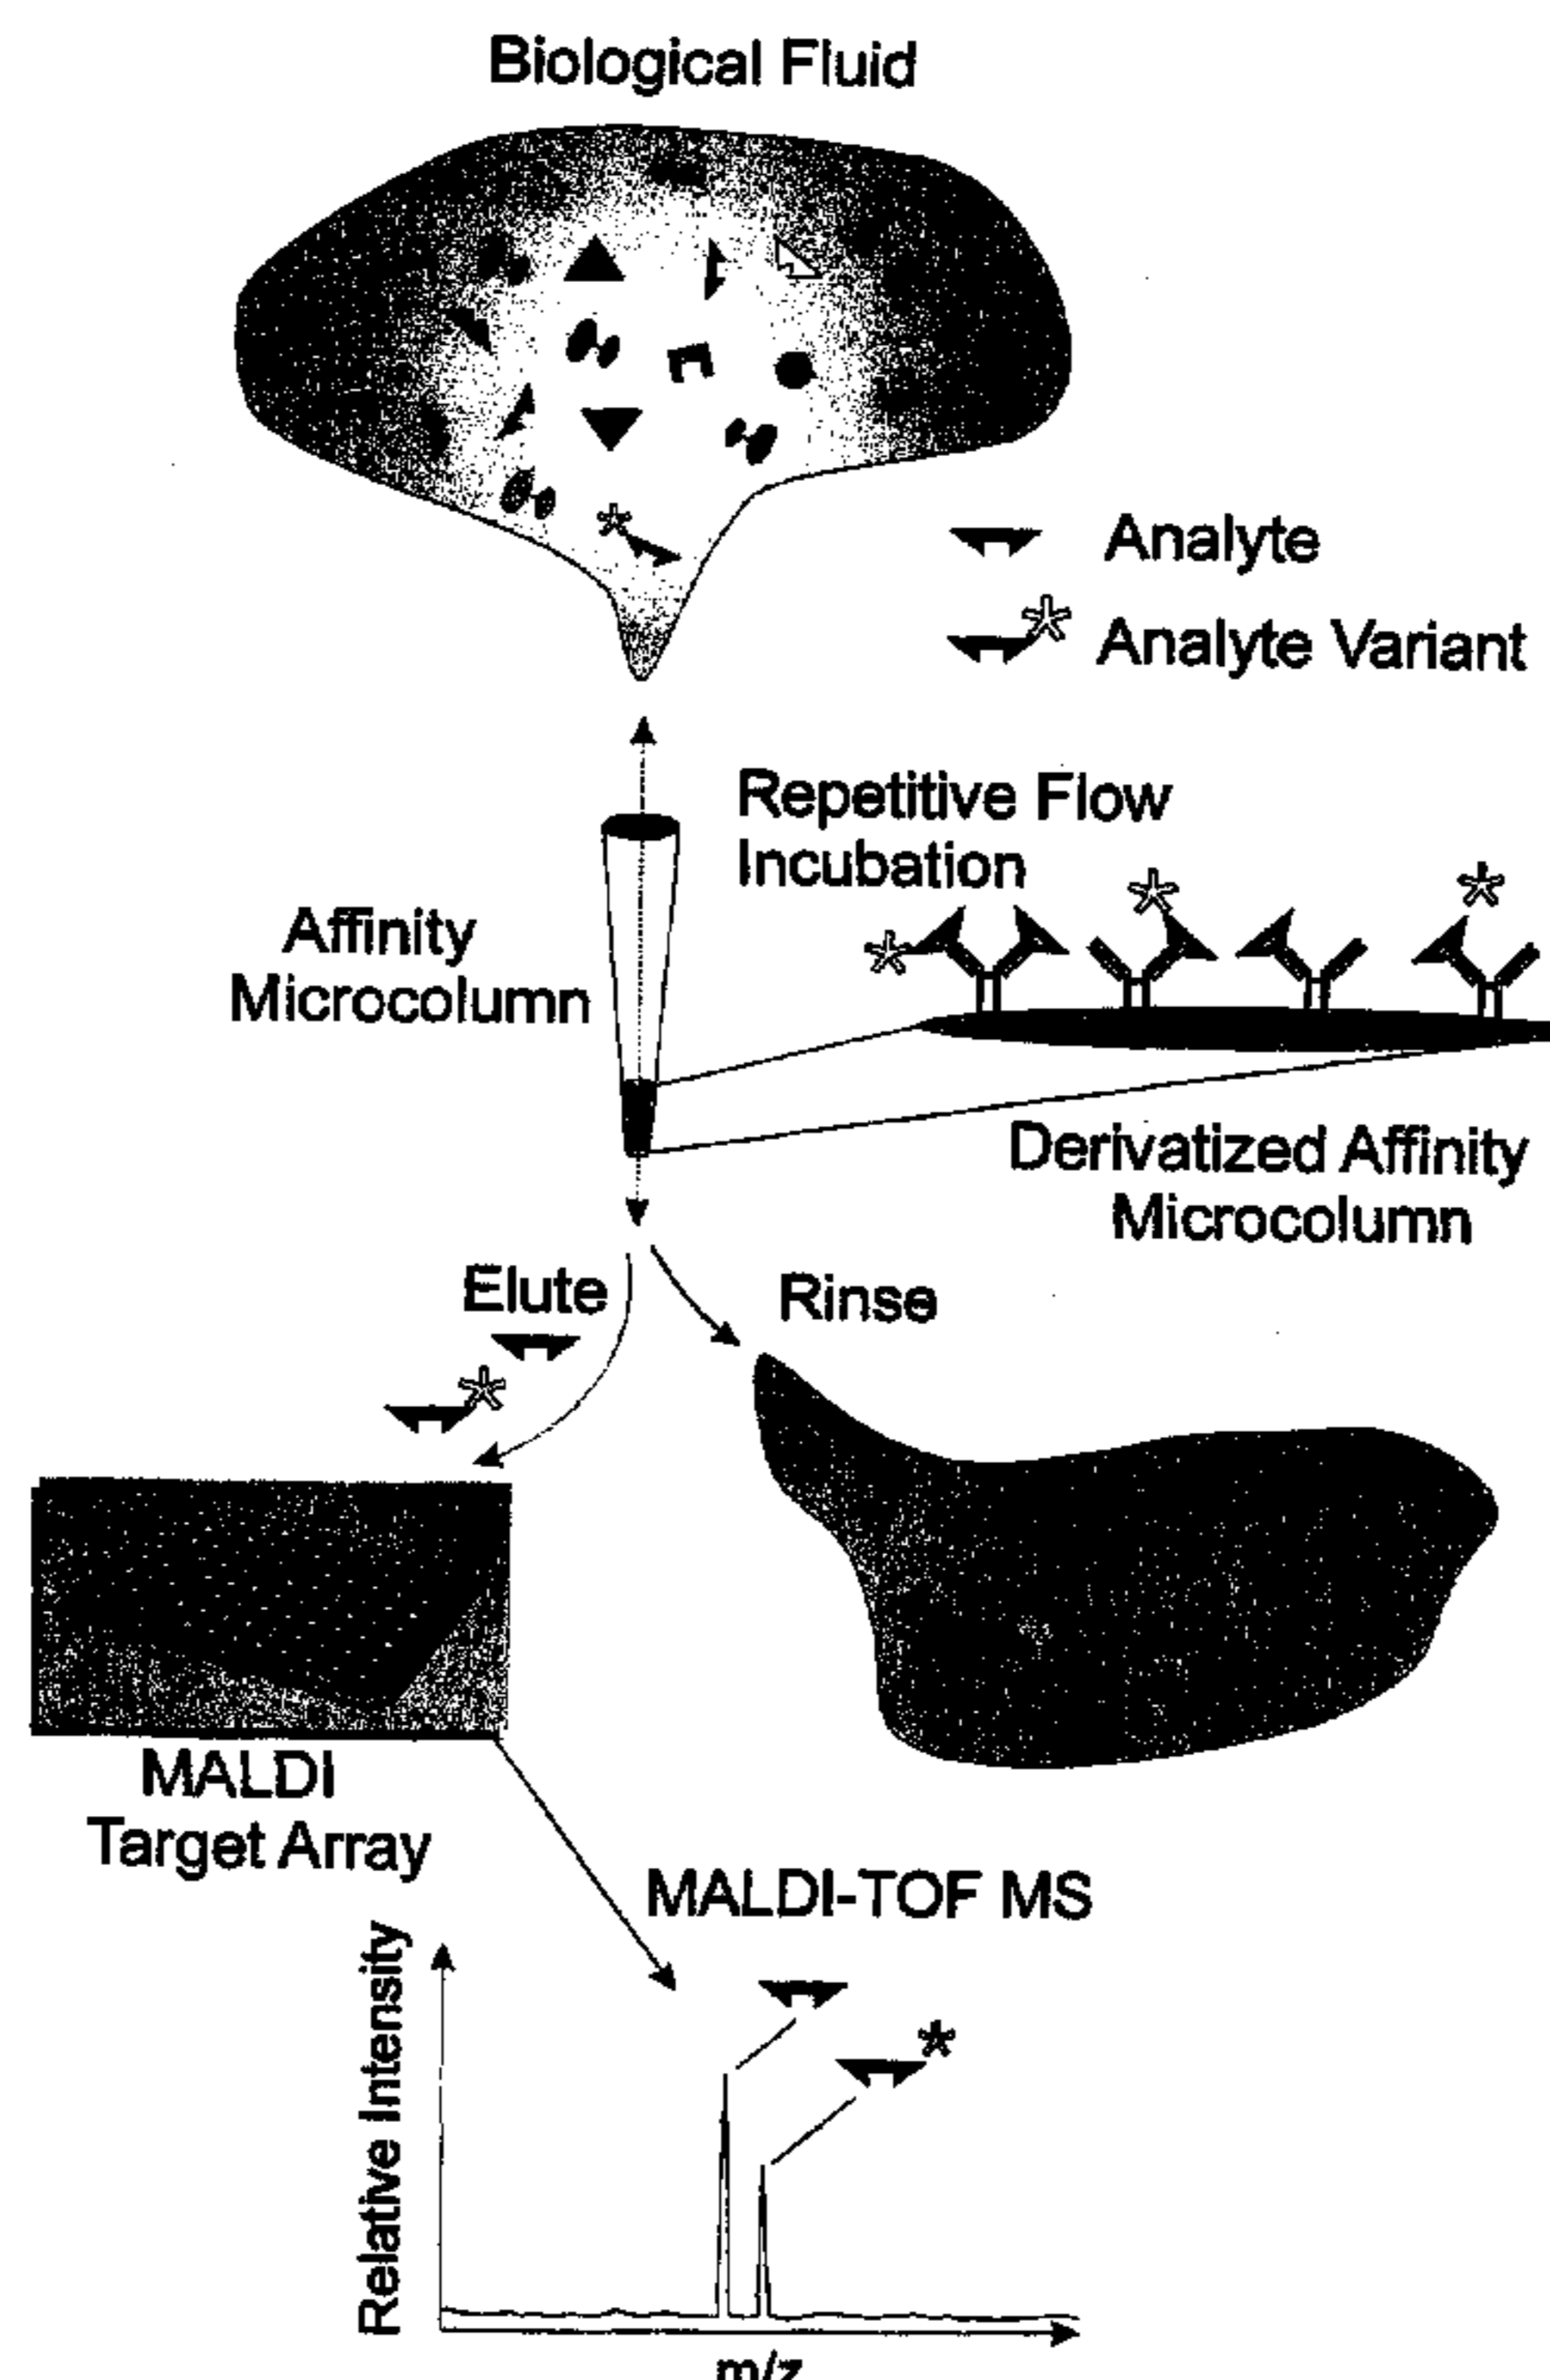 Biological Fluid
Analyte
Analyte Variant
Repetitive Flow
Incubation
Affinity
Microcolumn
Derivatized Affinity
Microcolumn
Elute
Rinse
MALDI
Target Array
MALDI-TOF MS
Relative Intensity
m/z